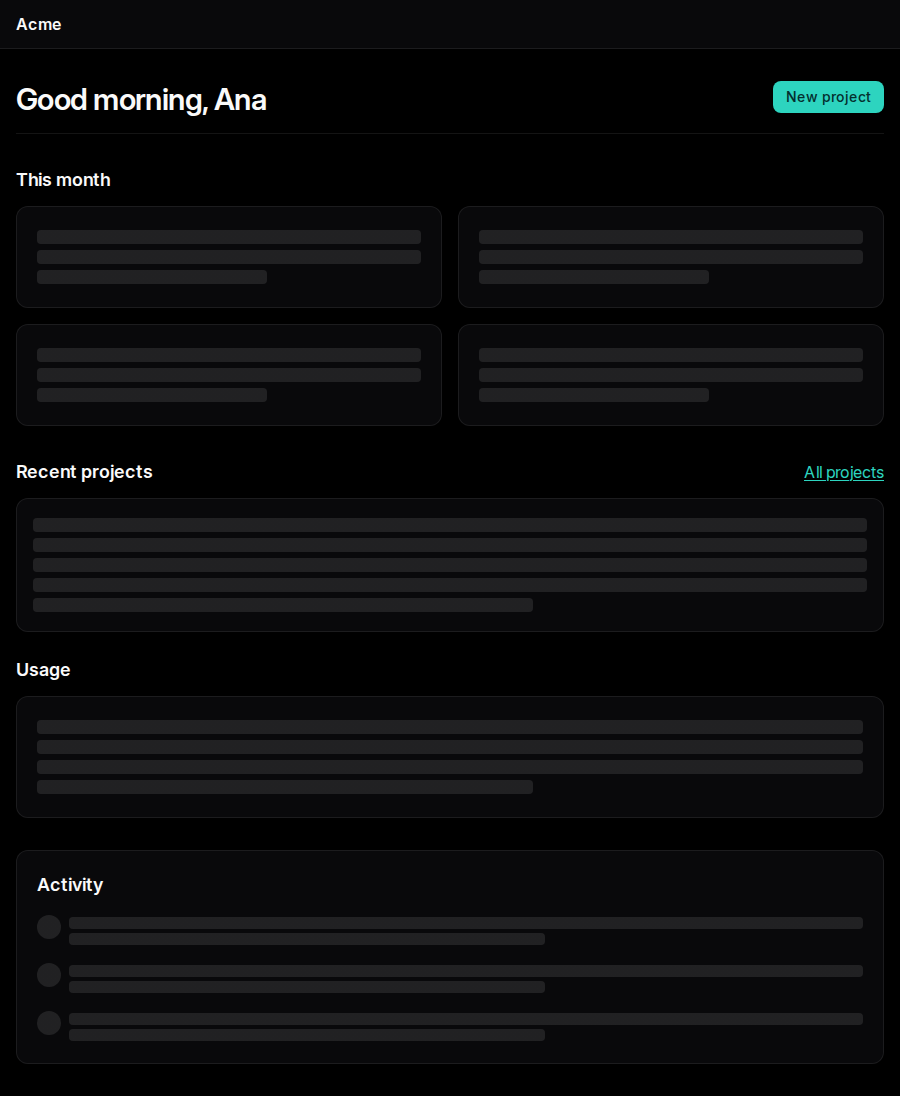 Acme
Good morning, Ana
New project
This month
Recent projects
All projects
Usage
Activity